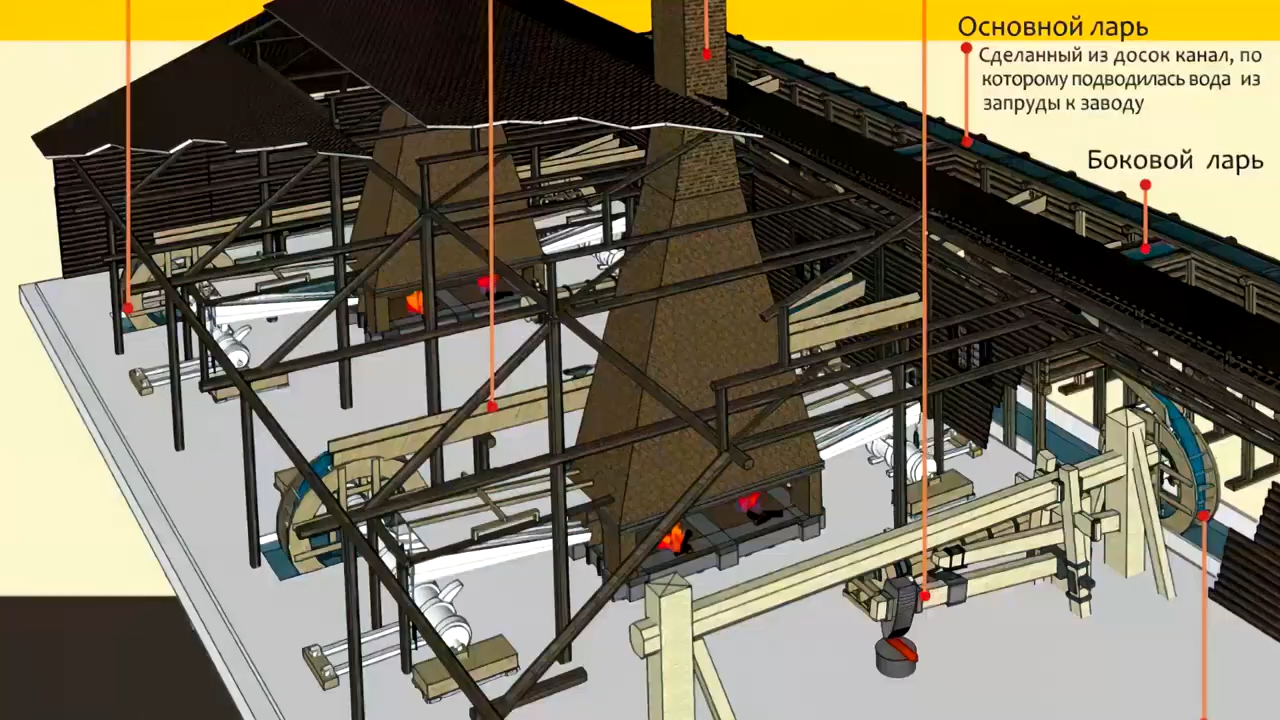 Основной ларь
Сделанный из досок канал, по
которому подводилась вода из
запруды к заводу
Боковой ларь